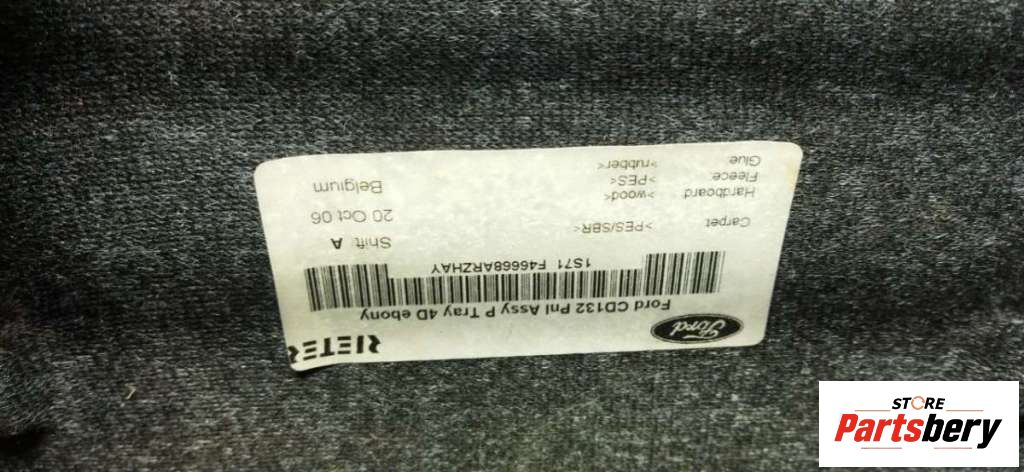 Ford RIETER
Ford CD132 Pnl Assy P Tray 4D ebony
1S71 F46668ARZHAY
Shift: A
Carpet >PES/SBR< 20 Oct 06
Hardboard >wood<
Fleece >PES< Belgium
Glue >rubber<
STORE
Partsbery